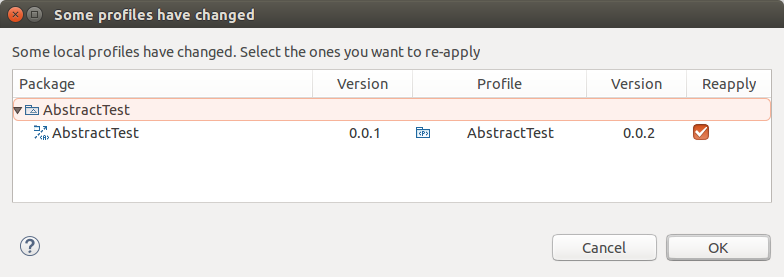 Some profiles have changed
Some local profiles have changed. Select the ones you want to re-apply
Package Version Profile Version Reapply
AbstractTest
AbstractTest 0.0.1 AbstractTest 0.0.2
? Cancel OK